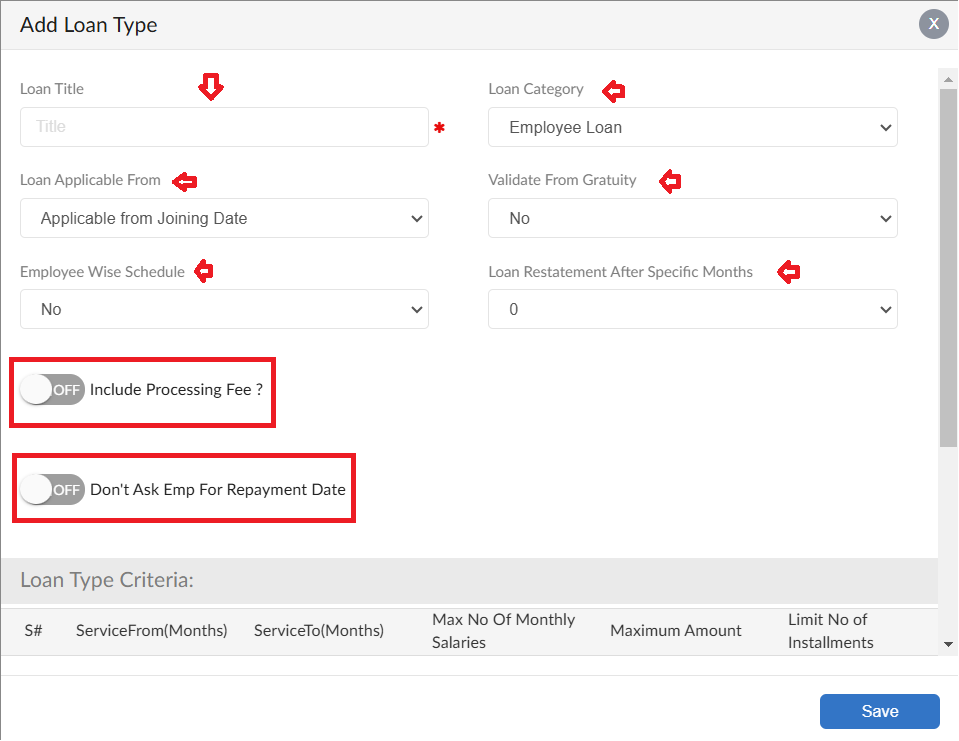 Add Loan Type
X
Loan Title
Title
*
Loan Category
Employee Loan
Loan Applicable From
Applicable from Joining Date
Validate From Gratuity
No
Employee Wise Schedule
No
Loan Restatement After Specific Months
0
OFF Include Processing Fee ?
OFF Don't Ask Emp For Repayment Date
Loan Type Criteria:
S# ServiceFrom(Months) ServiceTo(Months) Max No Of Monthly Maximum Amount Limit No of
Salaries Installments
Save